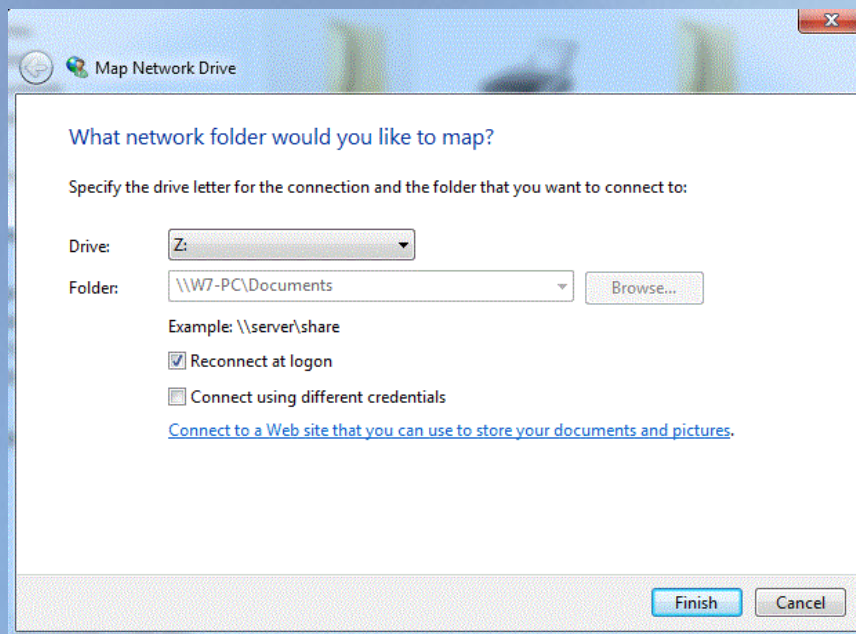 Map Network Drive
What network folder would you like to map?
Specify the drive letter for the connection and the folder that you want to connect to:
Drive: Z:
Folder: \\W7-PC\Documents Browse...
Example: \\server\share
Reconnect at logon
Connect using different credentials
Connect to a Web site that you can use to store your documents and pictures.
Finish Cancel